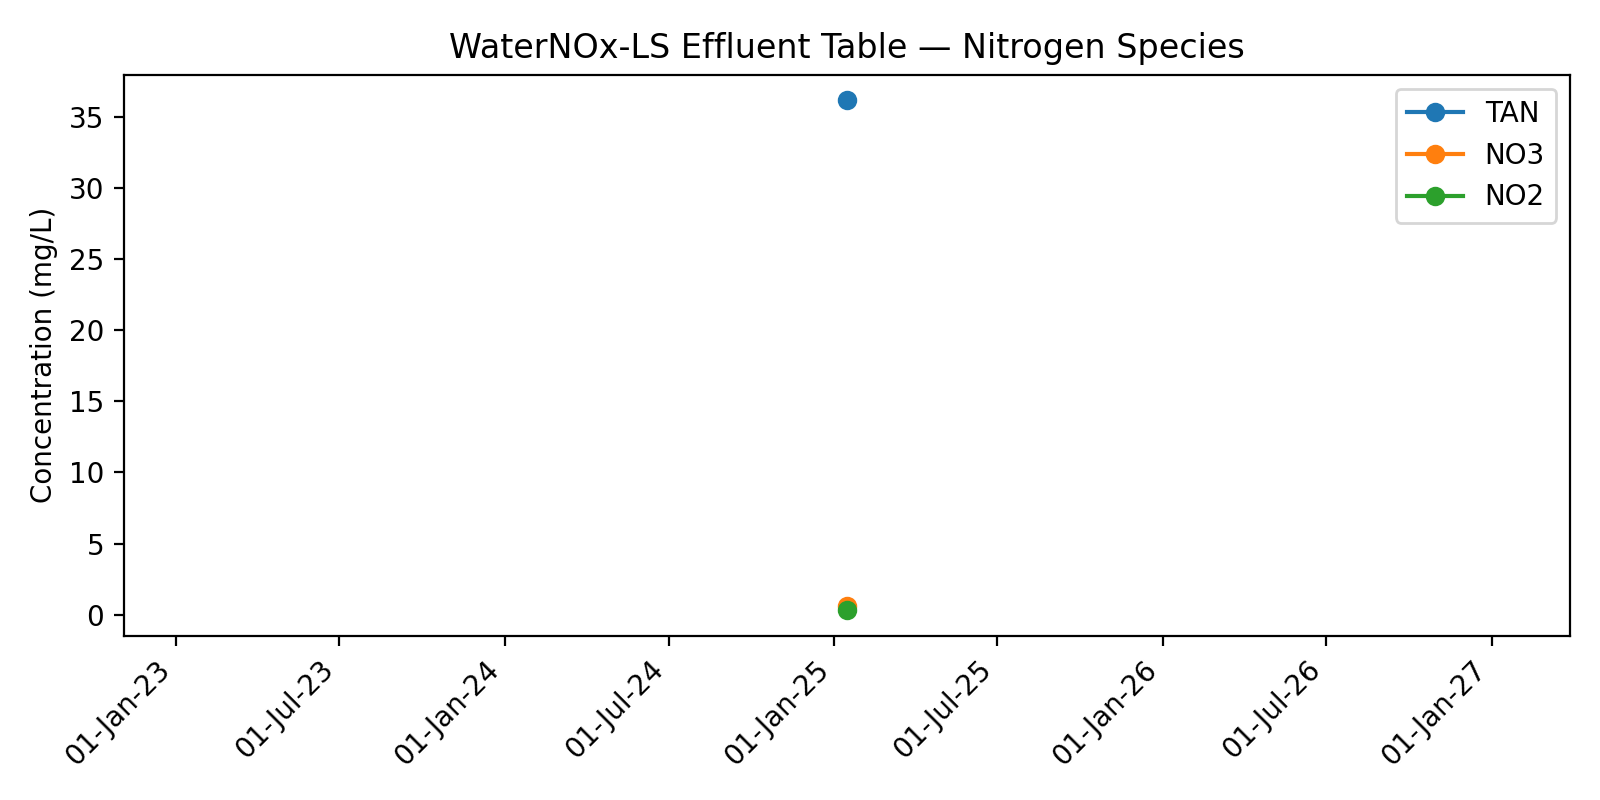 WaterNOx-LS Effluent Table — Nitrogen Species
Concentration (mg/L)
35
30
25
20
15
10
5
0
TAN
NO3
NO2
01-Jan-23
01-Jul-23
01-Jan-24
01-Jul-24
01-Jan-25
01-Jul-25
01-Jan-26
01-Jul-26
01-Jan-27